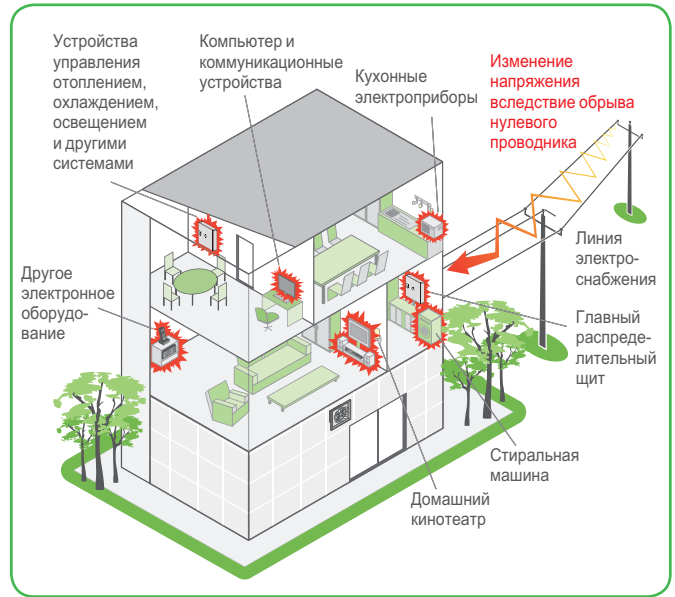 Устройства
управления
отоплением,
охлаждением,
освещением
и другими
системами
Компьютер и
коммуникационные
устройства
Кухонные
электроприборы
Изменение
напряжения
вследствие обрыва
нулевого
проводника
Линия
электро-
снабжения
Другое
электронное
оборудо-
вание
Главный
распреде-
лительный
щит
Стиральная
машина
Домашний
кинотеатр